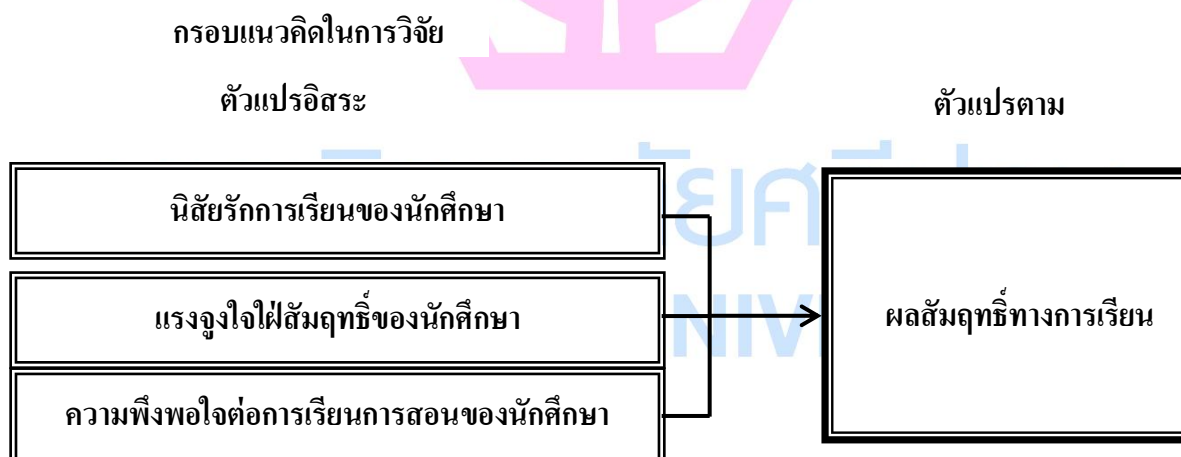 กรอบแนวคิดในการวิจัย
ตัวแปรอิสระ
ตัวแปรตาม
นิสัยรักการเรียนของนักศึกษา
แรงจูงใจใฝ่สัมฤทธิ์ของนักศึกษา
ผลสัมฤทธิ์ทางการเรียน
ความพึงพอใจต่อการเรียนการสอนของนักศึกษา